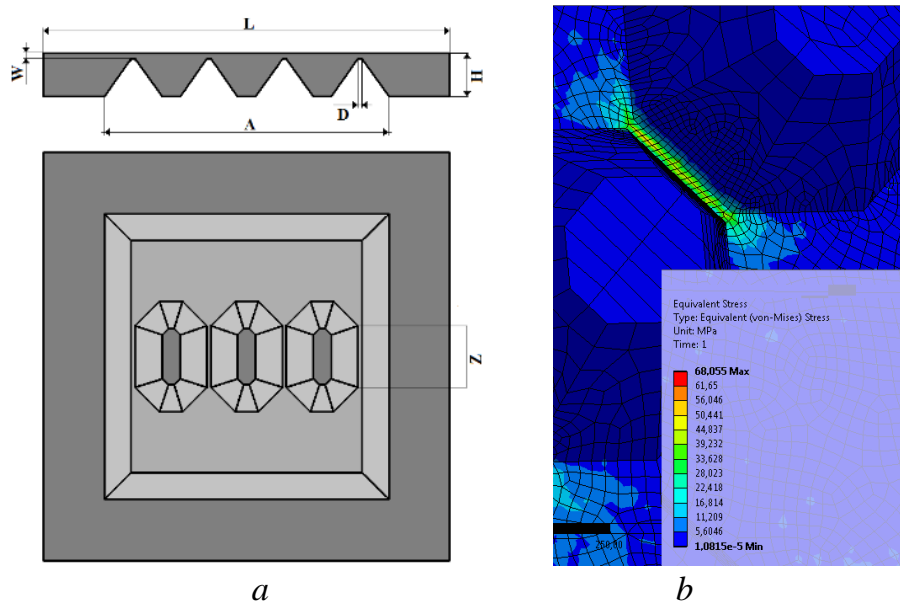 L
W
H
D
A
Z
Equivalent Stress
Type: Equivalent (von-Mises) Stress
Unit: MPa
Time: 1
68,055 Max
61,65
56,046
50,441
44,837
39,232
33,628
28,023
22,418
16,814
11,209
5,6046
1,0815e-5 Min
a
b